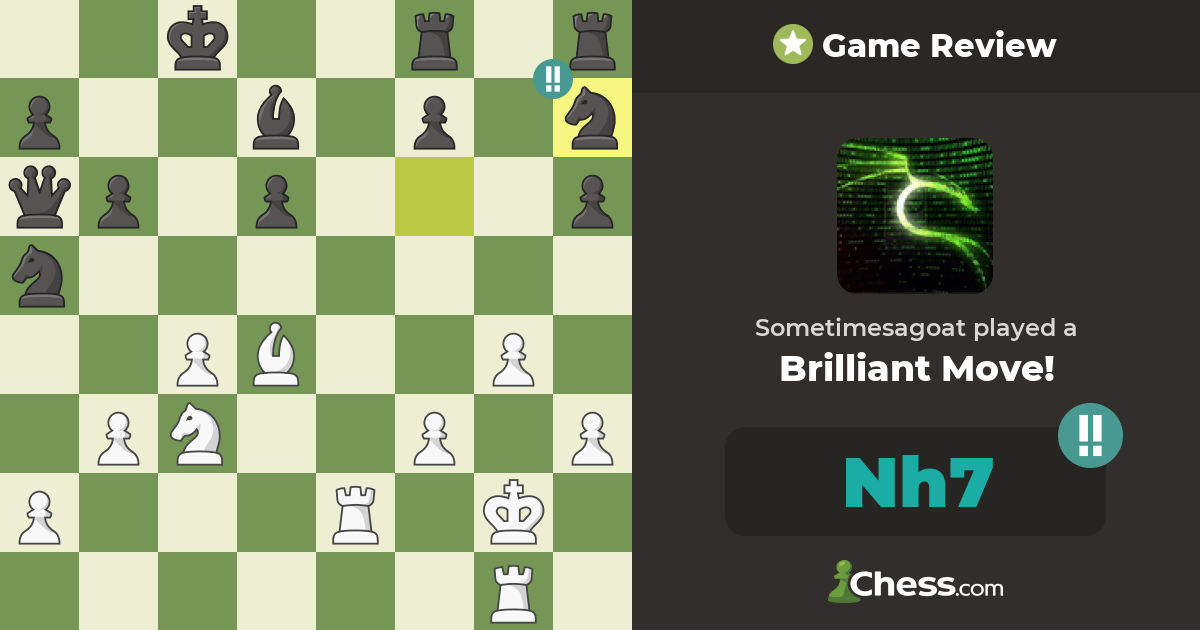 !!
Game Review
Sometimesagoat played a
Brilliant Move!
!!
Nh7
Chess.com